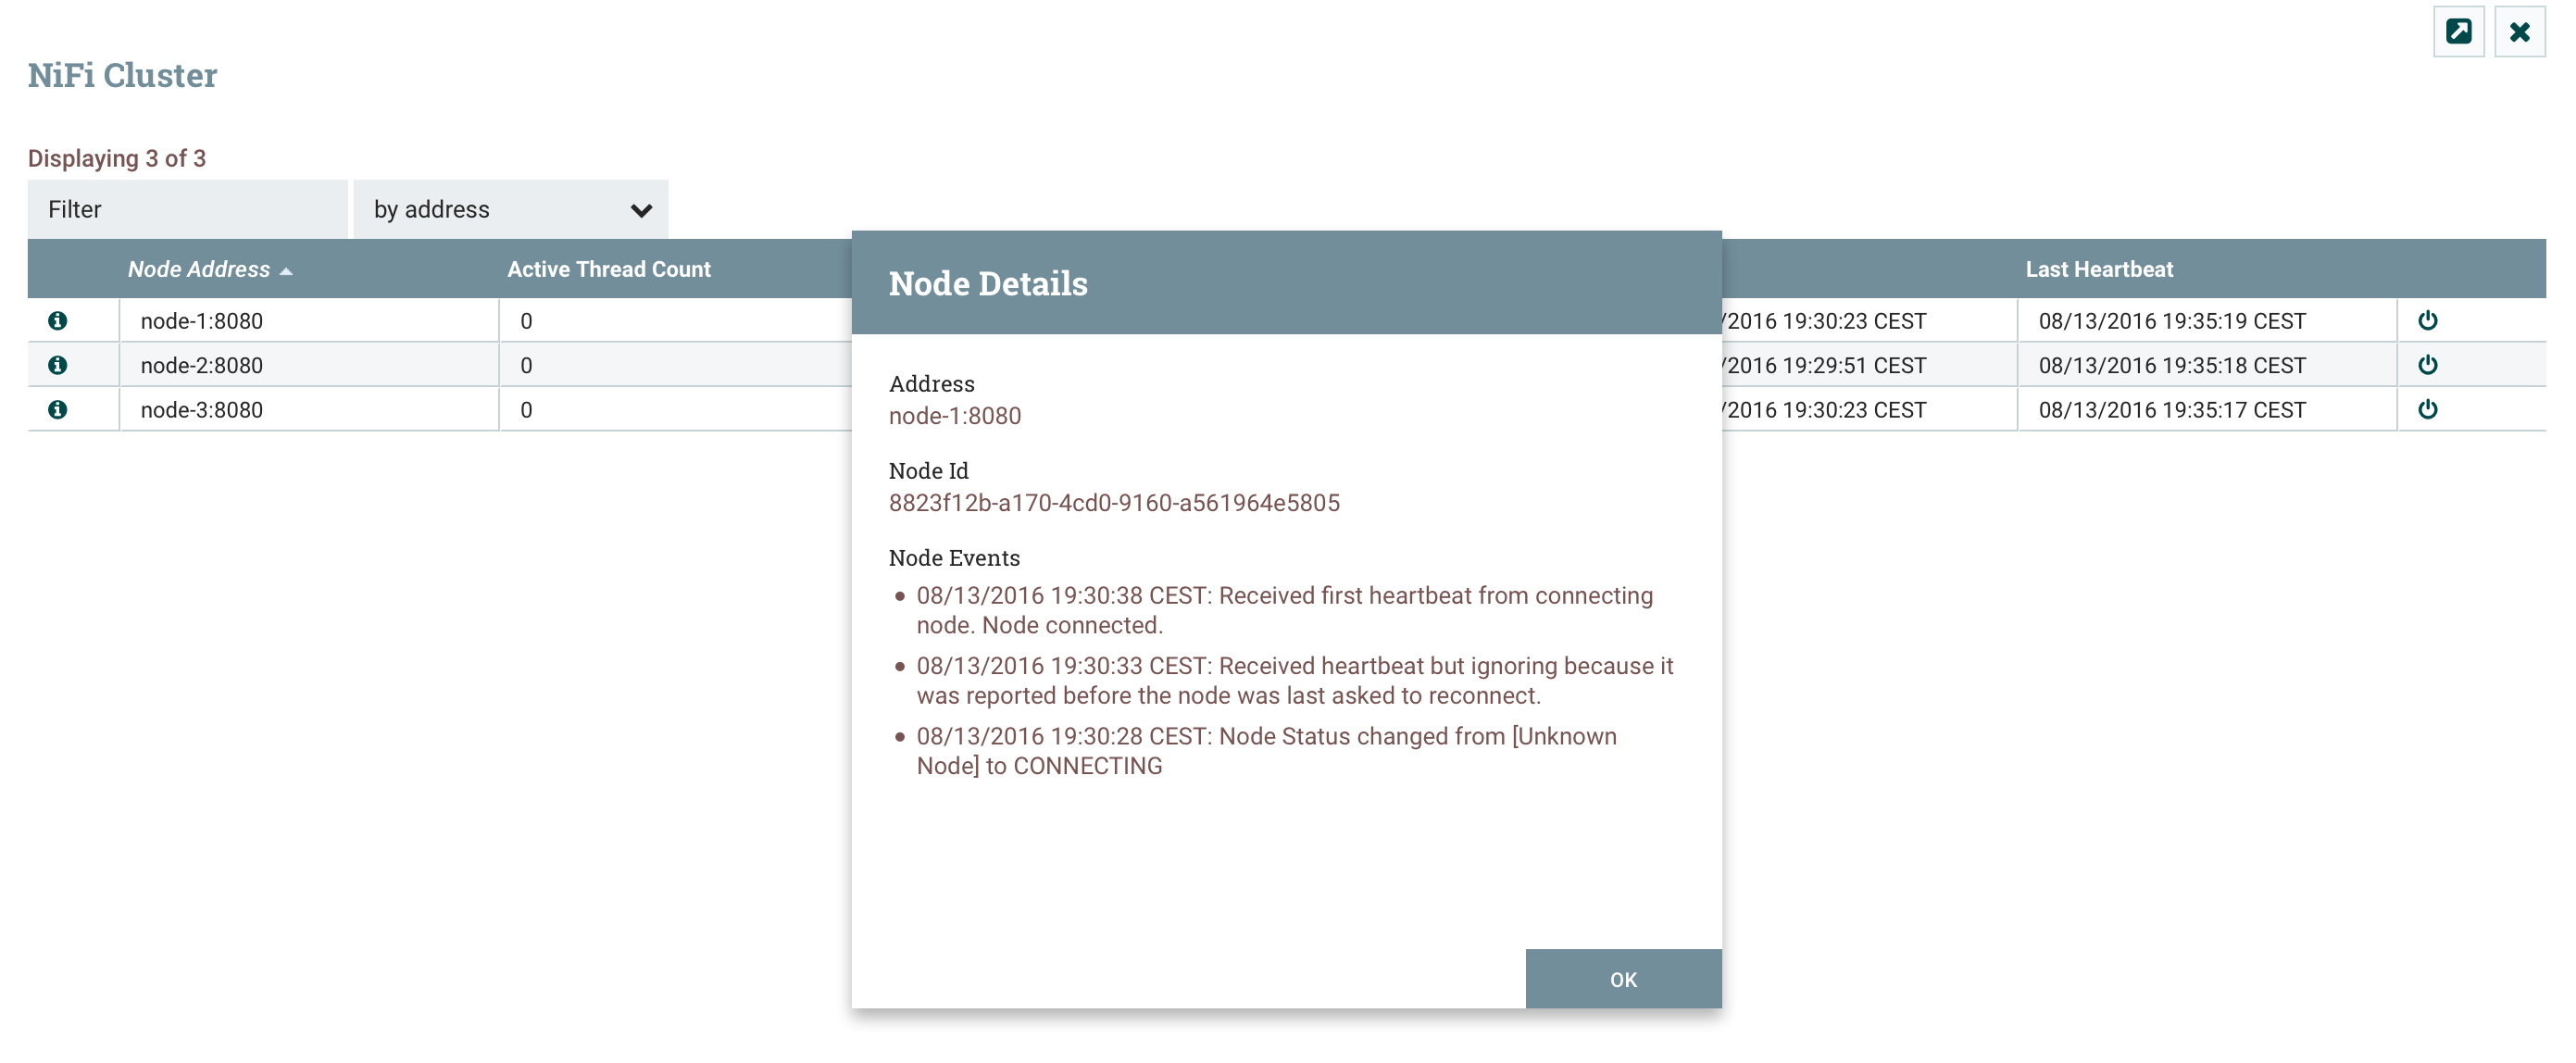 NiFi Cluster
Displaying 3 of 3
Filter by address
Node Address Active Thread Count Last Heartbeat
node-1:8080 0 /2016 19:30:23 CEST 08/13/2016 19:35:19 CEST
node-2:8080 0 /2016 19:29:51 CEST 08/13/2016 19:35:18 CEST
node-3:8080 0 /2016 19:30:23 CEST 08/13/2016 19:35:17 CEST
Node Details
Address
node-1:8080
Node Id
8823f12b-a170-4cd0-9160-a561964e5805
Node Events
08/13/2016 19:30:38 CEST: Received first heartbeat from connecting
node. Node connected.
08/13/2016 19:30:33 CEST: Received heartbeat but ignoring because it
was reported before the node was last asked to reconnect.
08/13/2016 19:30:28 CEST: Node Status changed from [Unknown
Node] to CONNECTING
OK